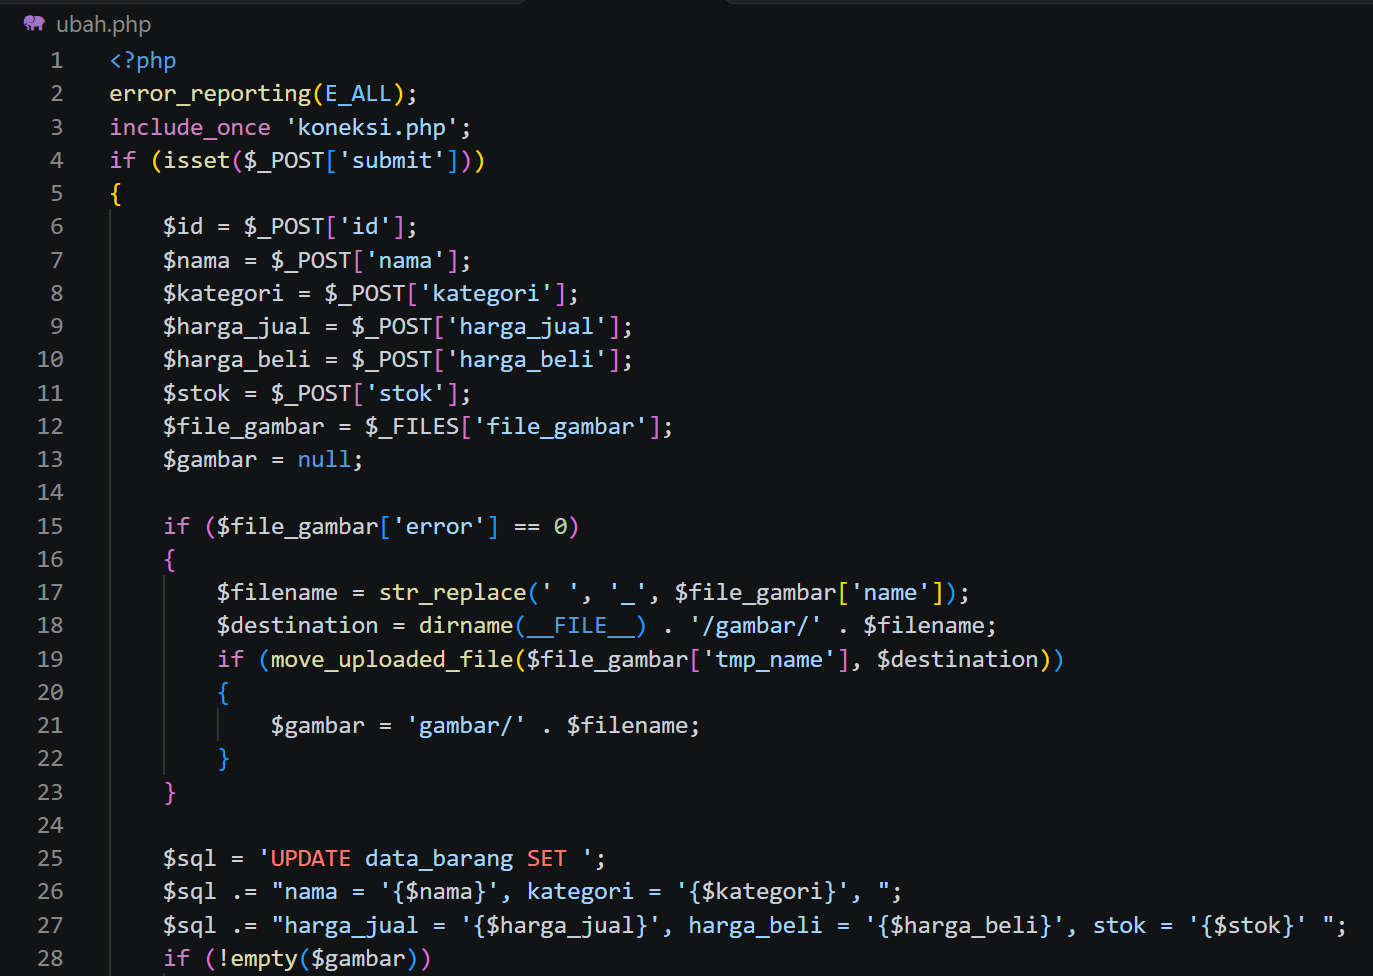 ubah.php
1 <?php
2 error_reporting(E_ALL);
3 include_once 'koneksi.php';
4 if (isset($_POST['submit']))
5 {
6     $id = $_POST['id'];
7     $nama = $_POST['nama'];
8     $kategori = $_POST['kategori'];
9     $harga_jual = $_POST['harga_jual'];
10     $harga_beli = $_POST['harga_beli'];
11     $stok = $_POST['stok'];
12     $file_gambar = $_FILES['file_gambar'];
13     $gambar = null;
14
15     if ($file_gambar['error'] == 0)
16     {
17         $filename = str_replace(' ', '_', $file_gambar['name']);
18         $destination = dirname(__FILE__) . '/gambar/' . $filename;
19         if (move_uploaded_file($file_gambar['tmp_name'], $destination))
20         {
21             $gambar = 'gambar/' . $filename;
22         }
23     }
24
25     $sql = 'UPDATE data_barang SET ';
26     $sql .= "nama = '{$nama}', kategori = '{$kategori}', ";
27     $sql .= "harga_jual = '{$harga_jual}', harga_beli = '{$harga_beli}', stok = '{$stok}' ";
28     if (!empty($gambar))